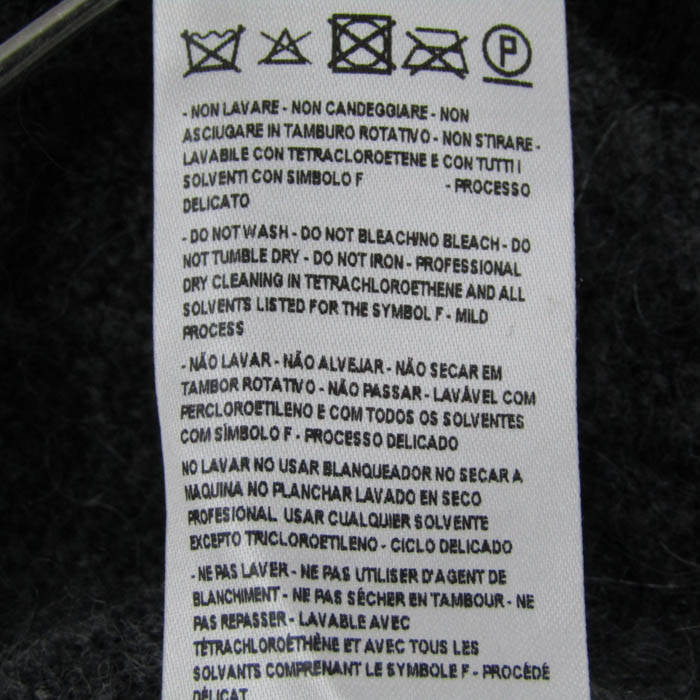 P
- NON LAVARE - NON CANDEGGIARE - NON
ASCIUGARE IN TAMBURO ROTATIVO - NON STIRARE -
LAVABILE CON TETRACLOROETENE E CON TUTTI I
SOLVENTI CON SIMBOLO F - PROCESSO
DELICATO
- DO NOT WASH - DO NOT BLEACH/NO BLEACH - DO
NOT TUMBLE DRY - DO NOT IRON - PROFESSIONAL
DRY CLEANING IN TETRACHLOROETHENE AND ALL
SOLVENTS LISTED FOR THE SYMBOL F - MILD
PROCESS
- NÃO LAVAR - NÃO ALVEJAR - NÃO SECAR EM
TAMBOR ROTATIVO - NÃO PASSAR - LAVÁVEL COM
PERCLOROETILENO E COM TODOS OS SOLVENTES
COM SÍMBOLO F - PROCESSO DELICADO
NO LAVAR NO USAR BLANQUEADOR NO SECAR A
MAQUINA NO PLANCHAR LAVADO EN SECO
PROFESIONAL USAR CUALQUIER SOLVENTE
EXCEPTO TRICLOROETILENO - CICLO DELICADO
- NE PAS LAVER - NE PAS UTILISER D'AGENT DE
BLANCHIMENT - NE PAS SÉCHER EN TAMBOUR - NE
PAS REPASSER - LAVABLE AVEC
TÉTRACHLOROÉTHÈNE ET AVEC TOUS LES
SOLVANTS COMPRENANT LE SYMBOLE F - PROCÉDÉ
DÉLICAT